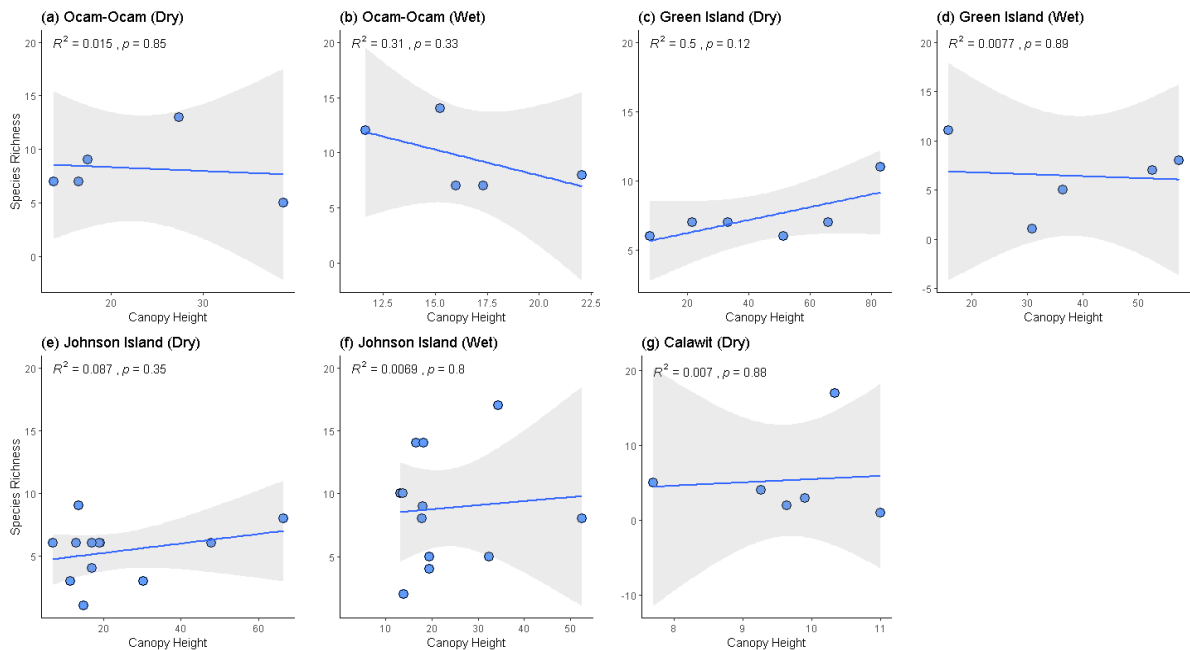 (a) Ocam-Ocam (Dry)
R² = 0.015 , p = 0.85
20
15
10
5
0
Species Richness
20
30
Canopy Height
(b) Ocam-Ocam (Wet)
R² = 0.31 , p = 0.33
20
15
10
5
0
12.5
15.0
17.5
20.0
22.5
Canopy Height
(c) Green Island (Dry)
R² = 0.5 , p = 0.12
20
15
10
5
20
40
60
80
Canopy Height
(d) Green Island (Wet)
R² = 0.0077 , p = 0.89
20
15
10
5
0
-5
20
30
40
50
Canopy Height
(e) Johnson Island (Dry)
R² = 0.087 , p = 0.35
20
15
10
5
Species Richness
20
40
60
Canopy Height
(f) Johnson Island (Wet)
R² = 0.0069 , p = 0.8
20
15
10
5
0
10
20
30
40
50
Canopy Height
(g) Calawit (Dry)
R² = 0.007 , p = 0.88
20
10
0
-10
8
9
10
11
Canopy Height